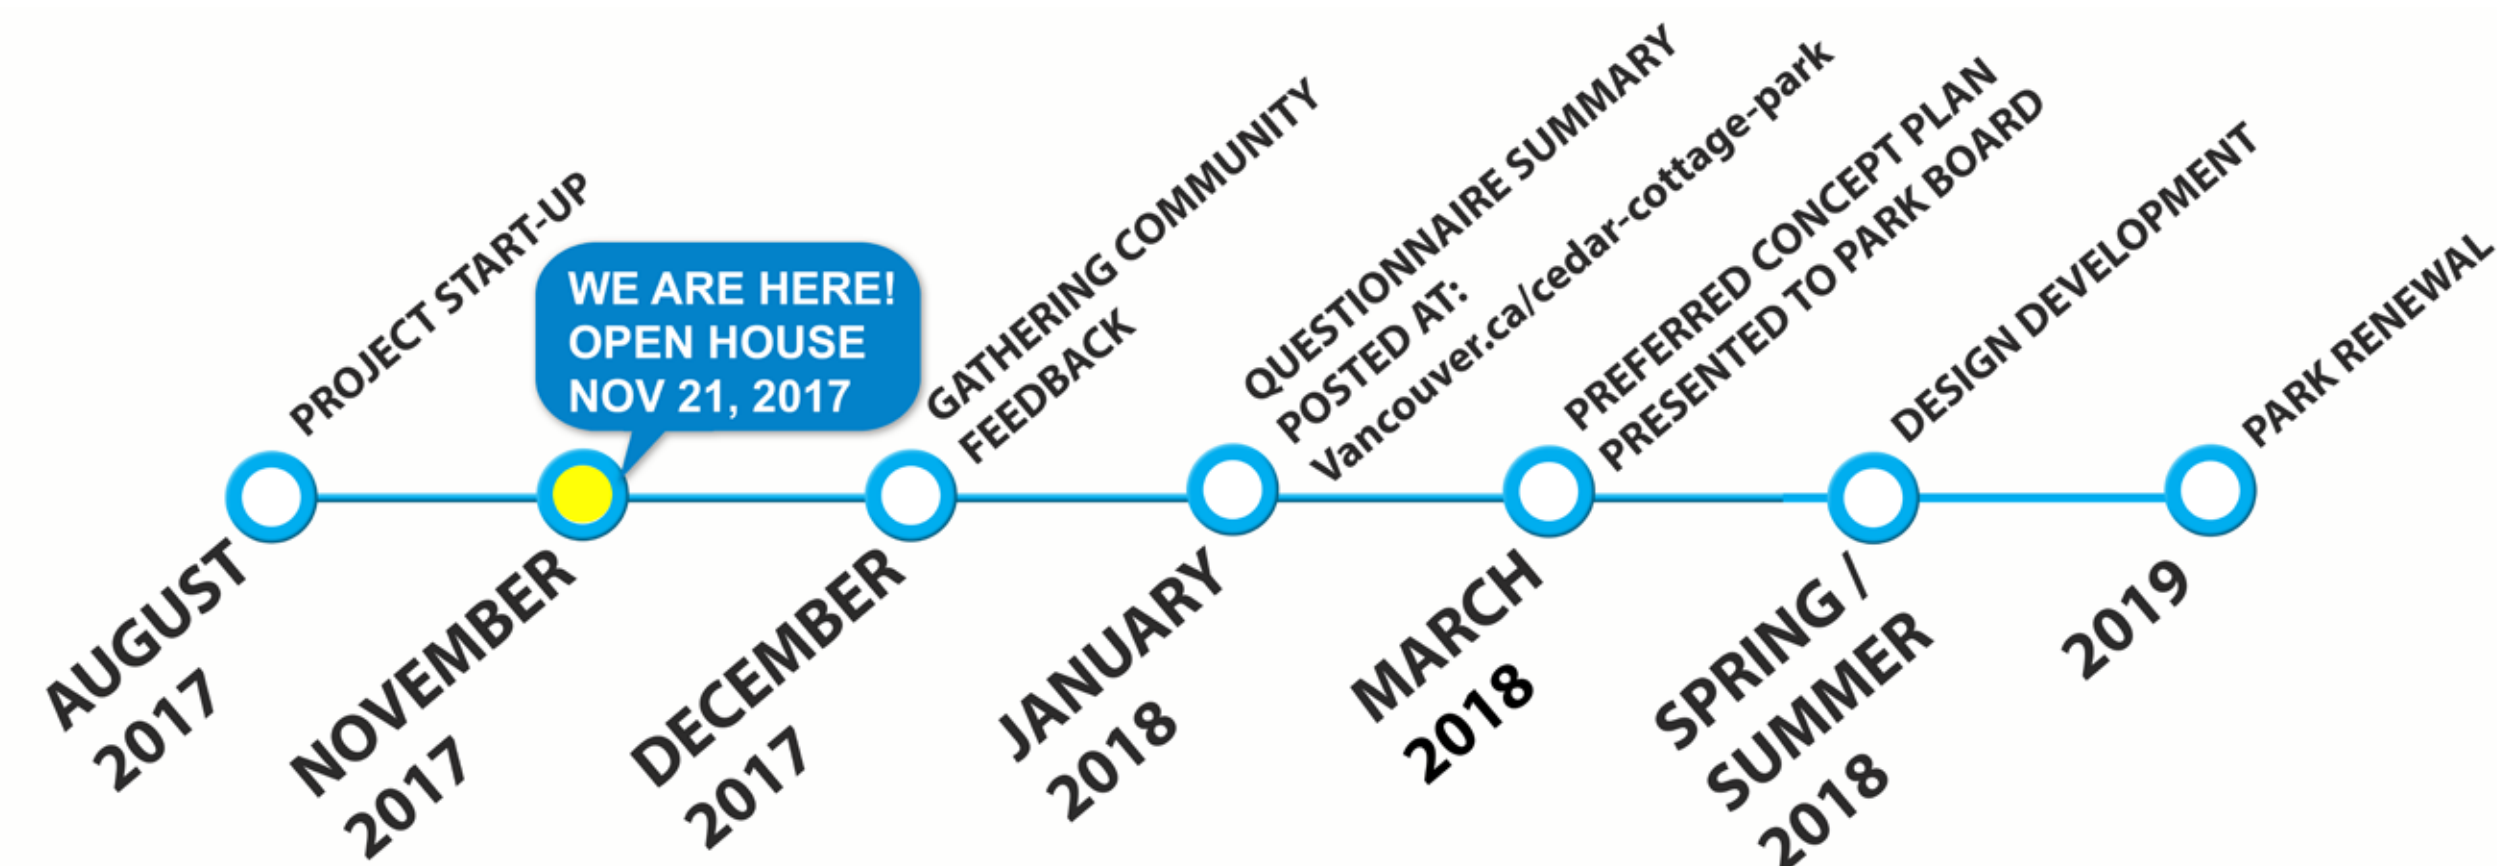 PROJECT START-UP
WE ARE HERE!
OPEN HOUSE
NOV 21, 2017
GATHERING COMMUNITY
FEEDBACK
QUESTIONNAIRE SUMMARY
POSTED AT:
Vancouver.ca/cedar-cottage-park
PREFERRED CONCEPT PLAN
PRESENTED TO PARK BOARD
DESIGN DEVELOPMENT
PARK RENEWAL
AUGUST
2017
NOVEMBER
2017
DECEMBER
2017
JANUARY
2018
MARCH
2018
SPRING /
SUMMER
2018
2019